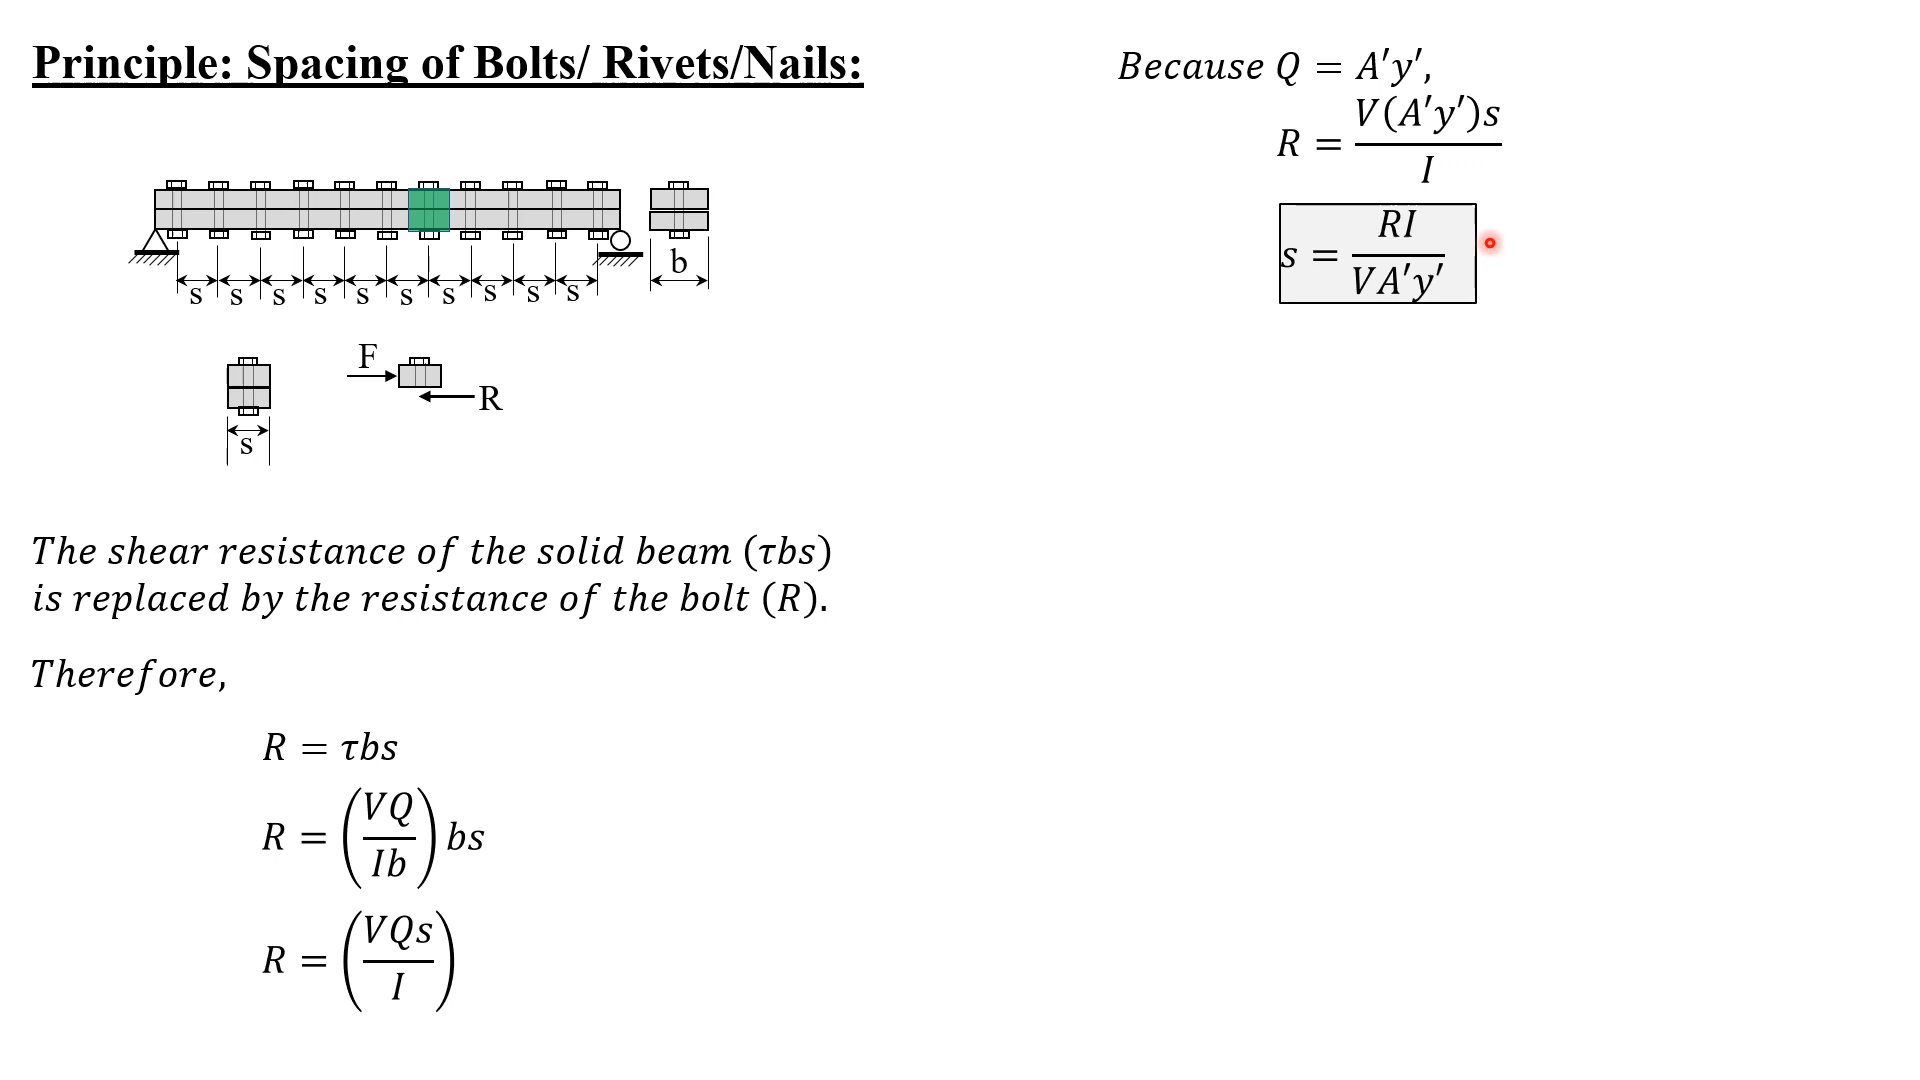 Principle: Spacing of Bolts/ Rivets/Nails:
s s s s s s s s s s
b
F
R
s
The shear resistance of the solid beam (τbs)
is replaced by the resistance of the bolt (R).
Therefore,
R = τbs
R = (VQ/Ib) bs
R = (VQs/I)
Because Q = A′y′,
R = V(A′y′)s/I
s = RI/VA′y′